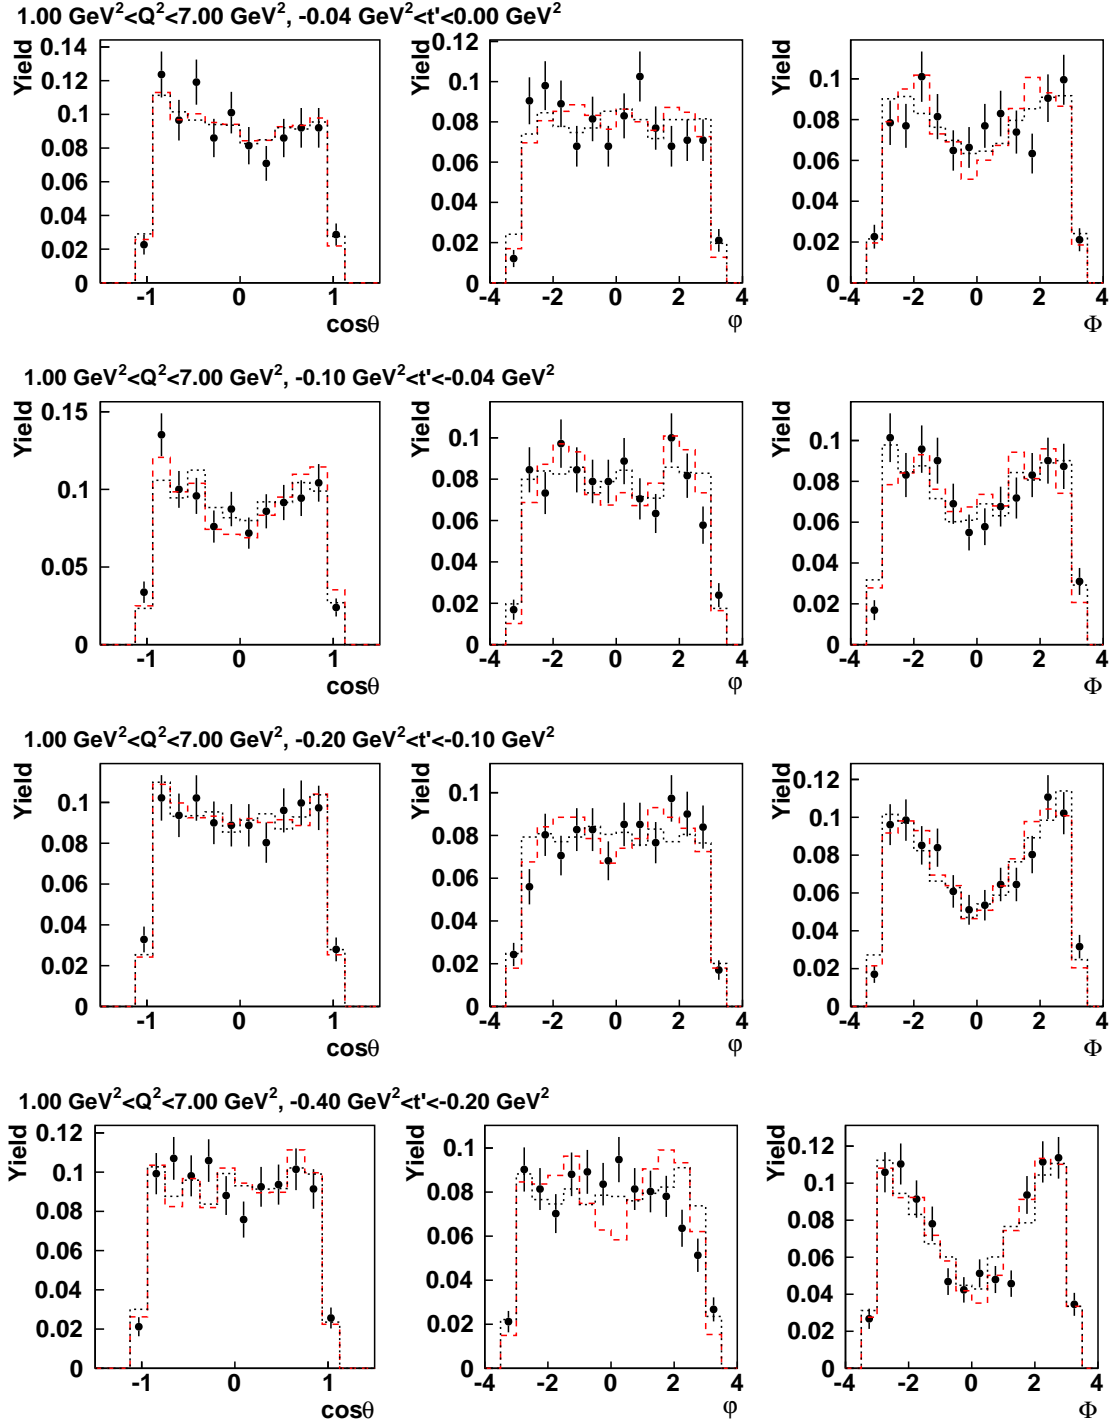 1.00 GeV²<Q²<7.00 GeV², -0.04 GeV²<t'<0.00 GeV²
Yield 0.14 0.12 0.1 0.08 0.06 0.04 0.02 0 -1 0 1 cosθ
Yield 0.12 0.1 0.08 0.06 0.04 0.02 0 -4 -2 0 2 4 φ
Yield 0.1 0.08 0.06 0.04 0.02 0 -4 -2 0 2 4 Φ
1.00 GeV²<Q²<7.00 GeV², -0.10 GeV²<t'<-0.04 GeV²
Yield 0.15 0.1 0.05 0 -1 0 1 cosθ
Yield 0.1 0.08 0.06 0.04 0.02 0 -4 -2 0 2 4 φ
Yield 0.1 0.08 0.06 0.04 0.02 0 -4 -2 0 2 4 Φ
1.00 GeV²<Q²<7.00 GeV², -0.20 GeV²<t'<-0.10 GeV²
Yield 0.1 0.08 0.06 0.04 0.02 0 -1 0 1 cosθ
Yield 0.1 0.08 0.06 0.04 0.02 0 -4 -2 0 2 4 φ
Yield 0.12 0.1 0.08 0.06 0.04 0.02 0 -4 -2 0 2 4 Φ
1.00 GeV²<Q²<7.00 GeV², -0.40 GeV²<t'<-0.20 GeV²
Yield 0.12 0.1 0.08 0.06 0.04 0.02 0 -1 0 1 cosθ
Yield 0.1 0.08 0.06 0.04 0.02 0 -4 -2 0 2 4 φ
Yield 0.12 0.1 0.08 0.06 0.04 0.02 0 -4 -2 0 2 4 Φ